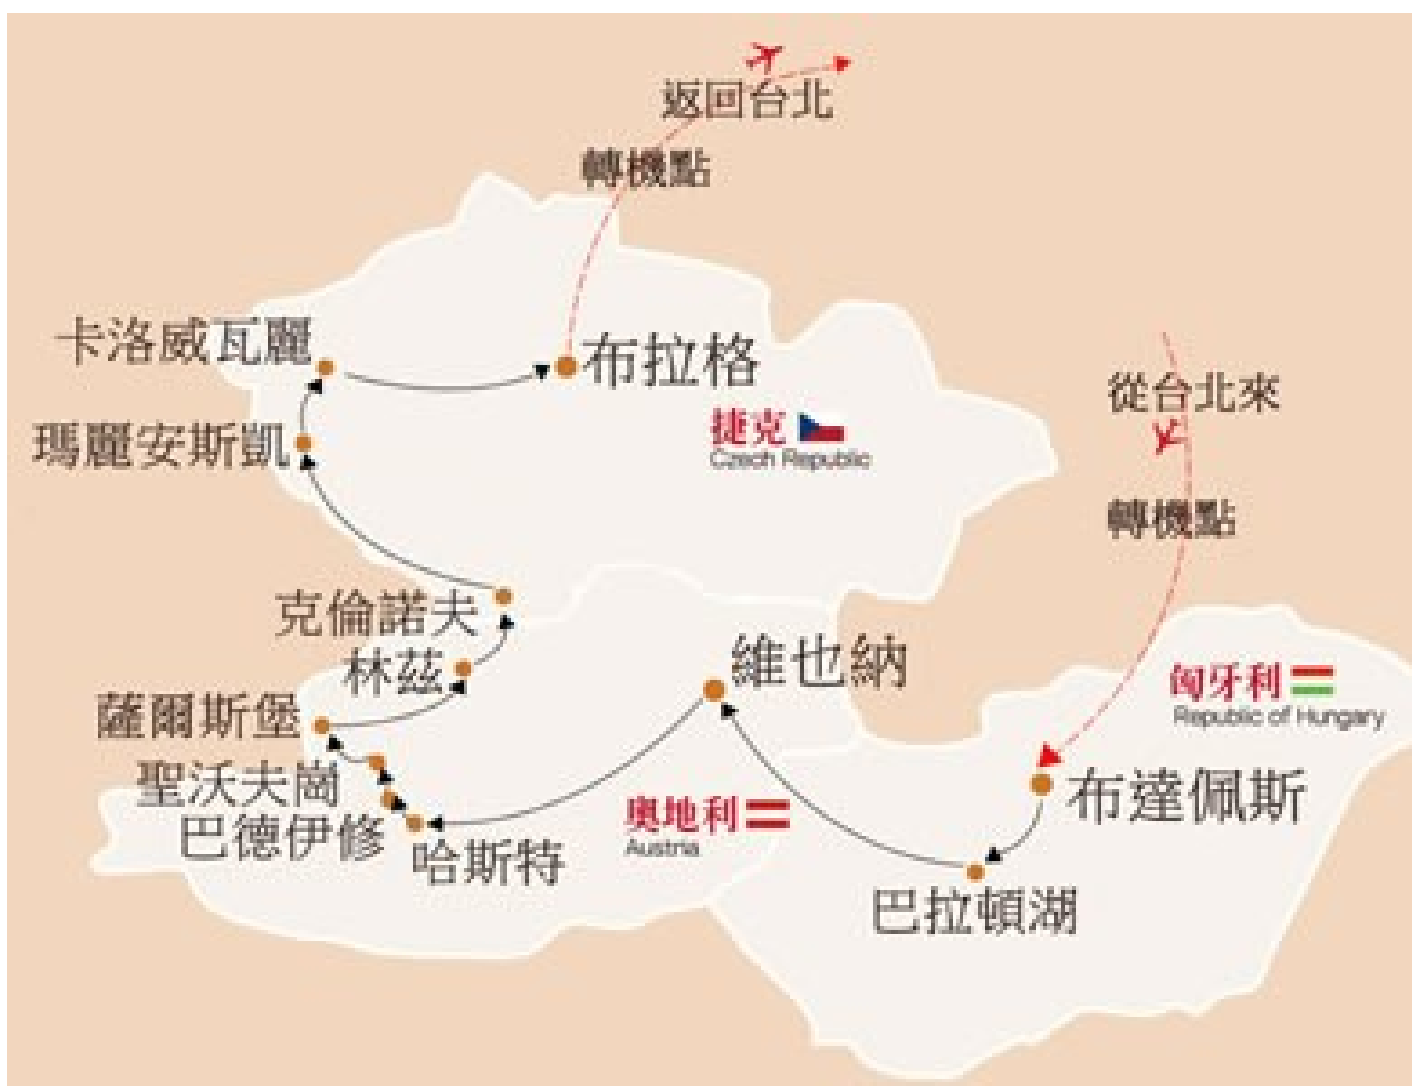 返回台北
轉機點
卡洛威瓦麗
布拉格
從台北來
捷克
Czech Republic
瑪麗安斯凱
轉機點
克倫諾夫
維也納
林茲
匈牙利
Republic of Hungary
薩爾斯堡
聖沃夫崗
布達佩斯
奧地利
Austria
巴德伊修
哈斯特
巴拉頓湖